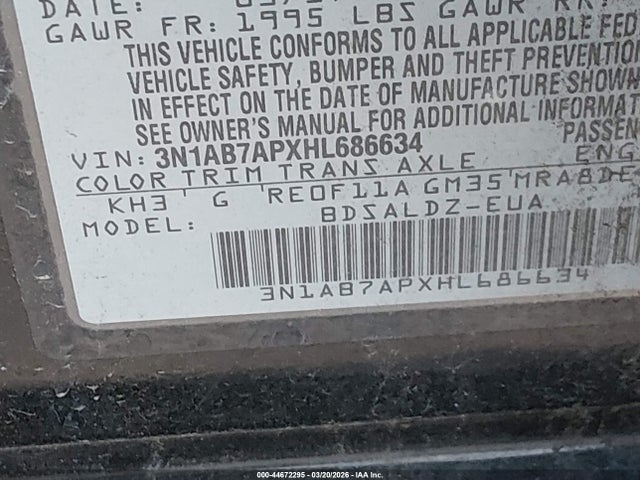 DATE:
GAWR FR: 1995 LBS GAWR RR:
THIS VEHICLE CONFORMS TO ALL APPLICABLE FED
VEHICLE SAFETY, BUMPER AND THEFT PREVENTION
IN EFFECT ON THE DATE OF MANUFACTURE SHOWN
SEE OWNER'S MANUAL FOR ADDITIONAL INFORMAT
PASSEN
VIN: 3N1AB7APXHL686634
COLOR TRIM TRANS AXLE ENG
KH3 G RE0F11A GM35 MRA8DE
MODEL: BDSALDZ-EUA
3N1AB7APXHL686634
000-44672295 - 03/20/2026 - IAA Inc.